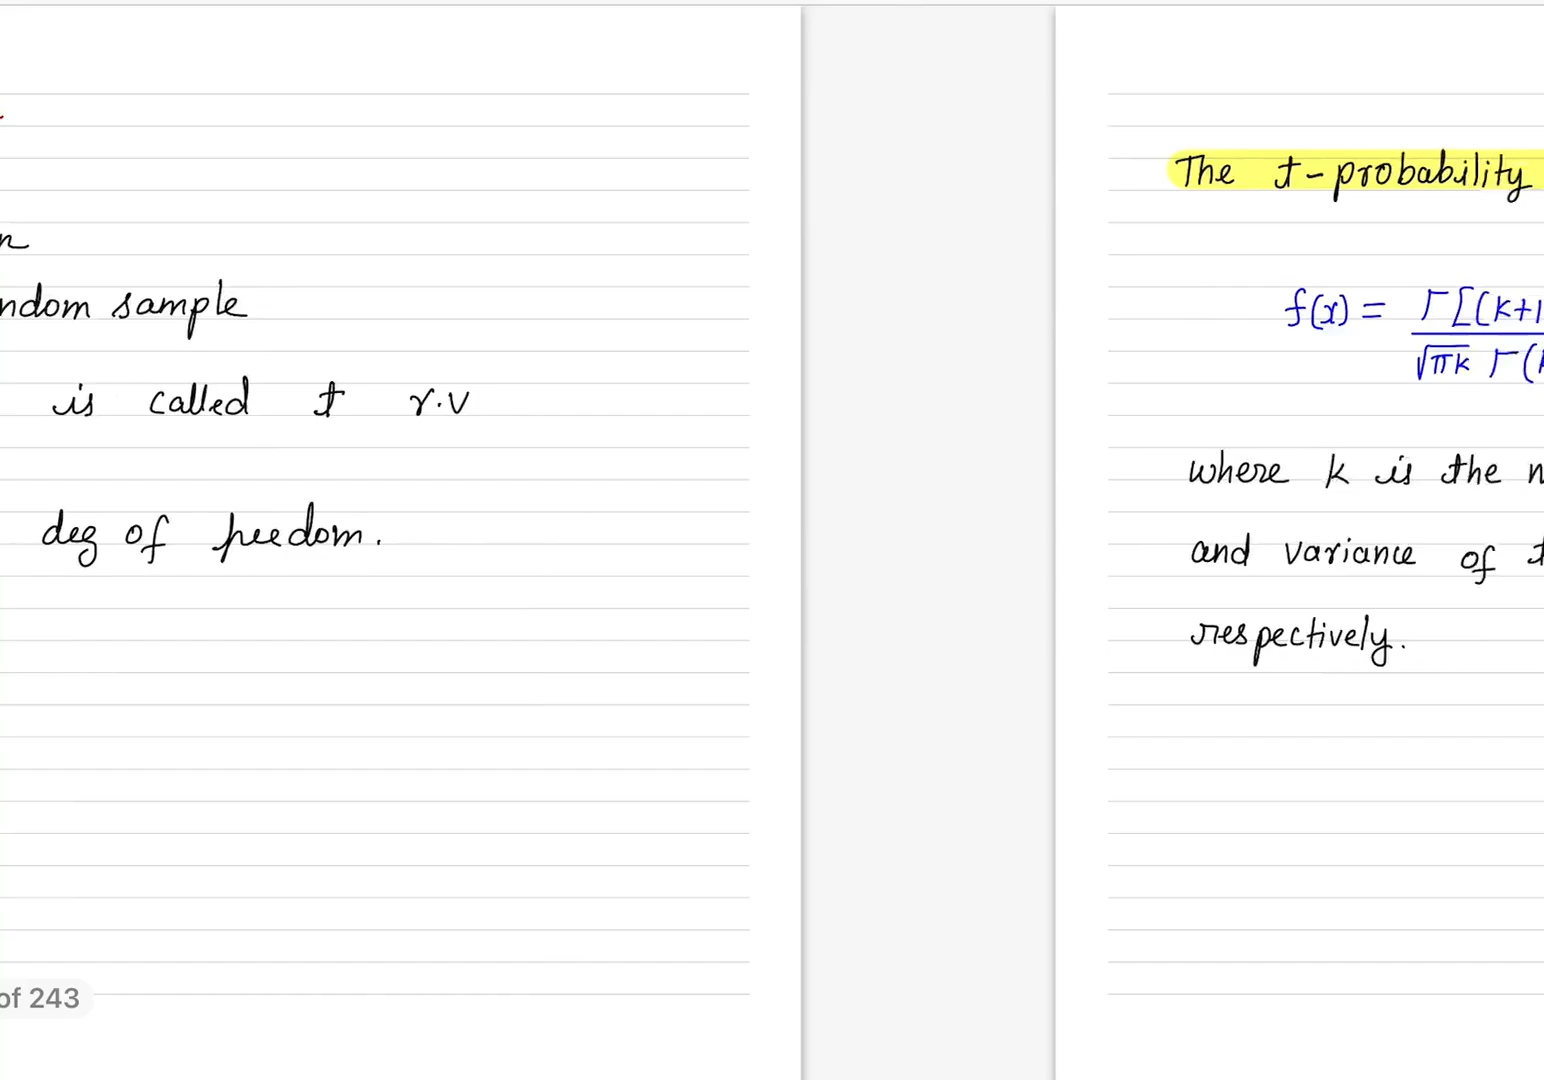 n
ndom sample
is called t r.v
deg of freedom.
of 243
The t-probability
f(x) = Γ[(k+1
√πk Γ(
where k is the n
and variance of t
respectively.